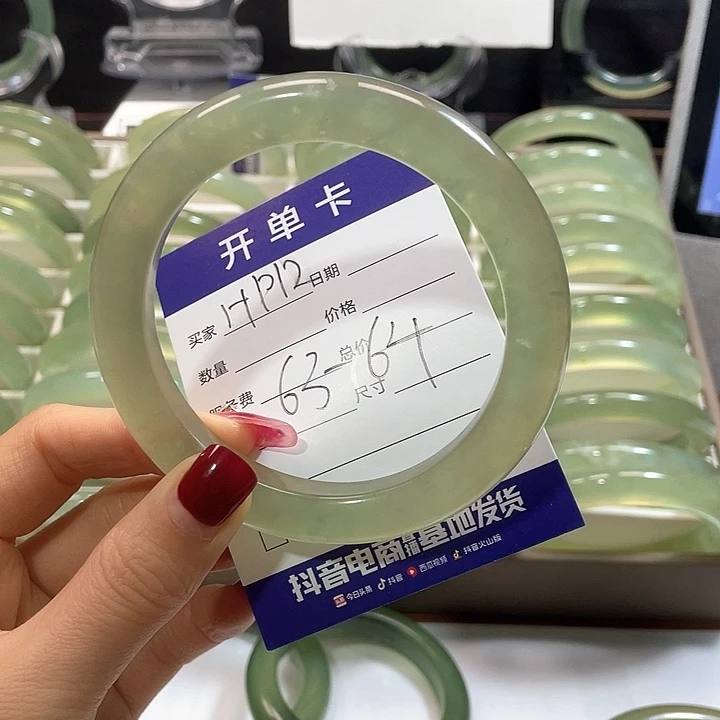 开单卡
买家 HP12 日期
数量 价格
服务费 63-64 总价
尺寸
抖音电商直播基地发货
今日头条 抖音 西瓜视频 抖音火山版